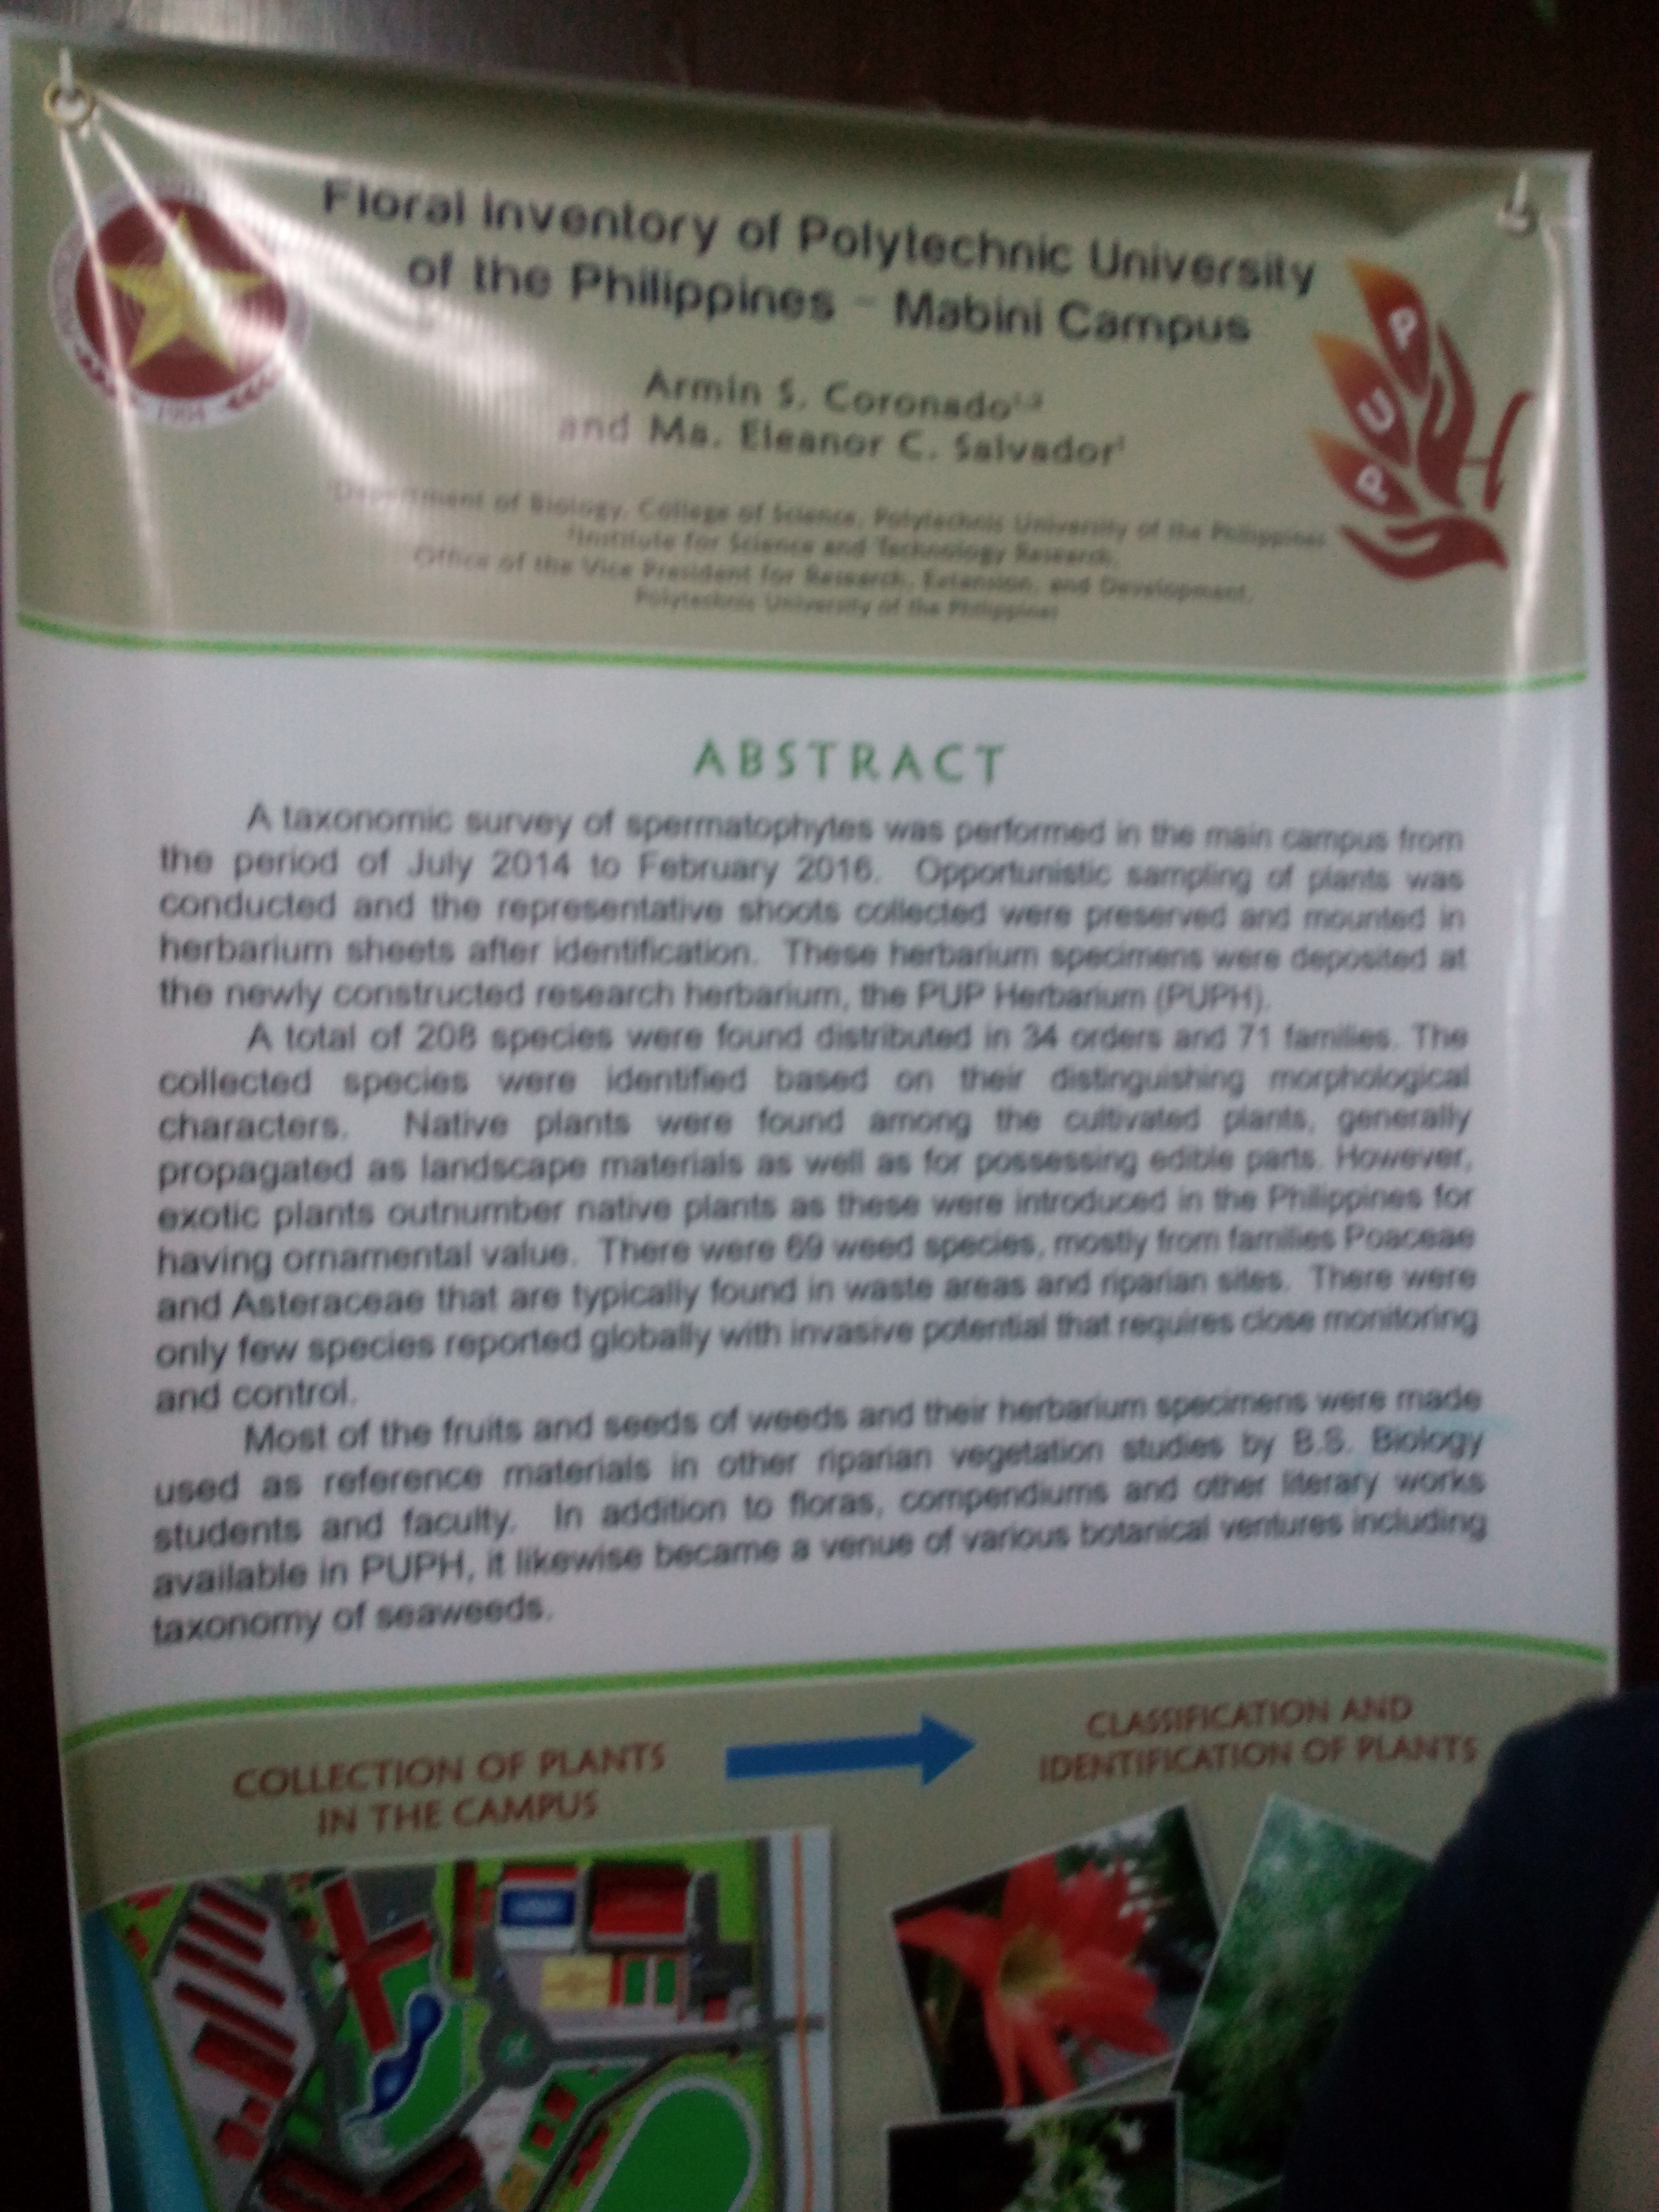 Floral Inventory of Polytechnic University
of the Philippines – Mabini Campus
Armin S. Coronado¹,²
and Ma. Eleanor C. Salvador¹
¹Department of Biology, College of Science, Polytechnic University of the Philippines
²Institute for Science and Technology Research,
Office of the Vice President for Research, Extension, and Development,
Polytechnic University of the Philippines
1904
P
U
P
H
ABSTRACT
A taxonomic survey of spermatophytes was performed in the main campus from
the period of July 2014 to February 2016. Opportunistic sampling of plants was
conducted and the representative shoots collected were preserved and mounted in
herbarium sheets after identification. These herbarium specimens were deposited at
the newly constructed research herbarium, the PUP Herbarium (PUPH).
A total of 208 species were found distributed in 34 orders and 71 families. The
collected species were identified based on their distinguishing morphological
characters. Native plants were found among the cultivated plants, generally
propagated as landscape materials as well as for possessing edible parts. However,
exotic plants outnumber native plants as these were introduced in the Philippines for
having ornamental value. There were 69 weed species, mostly from families Poaceae
and Asteraceae that are typically found in waste areas and riparian sites. There were
only few species reported globally with invasive potential that requires close monitoring
and control.
Most of the fruits and seeds of weeds and their herbarium specimens were made
used as reference materials in other riparian vegetation studies by B.S. Biology
students and faculty. In addition to floras, compendiums and other literary works
available in PUPH, it likewise became a venue of various botanical ventures including
taxonomy of seaweeds.
COLLECTION OF PLANTS
IN THE CAMPUS
CLASSIFICATION AND
IDENTIFICATION OF PLANTS